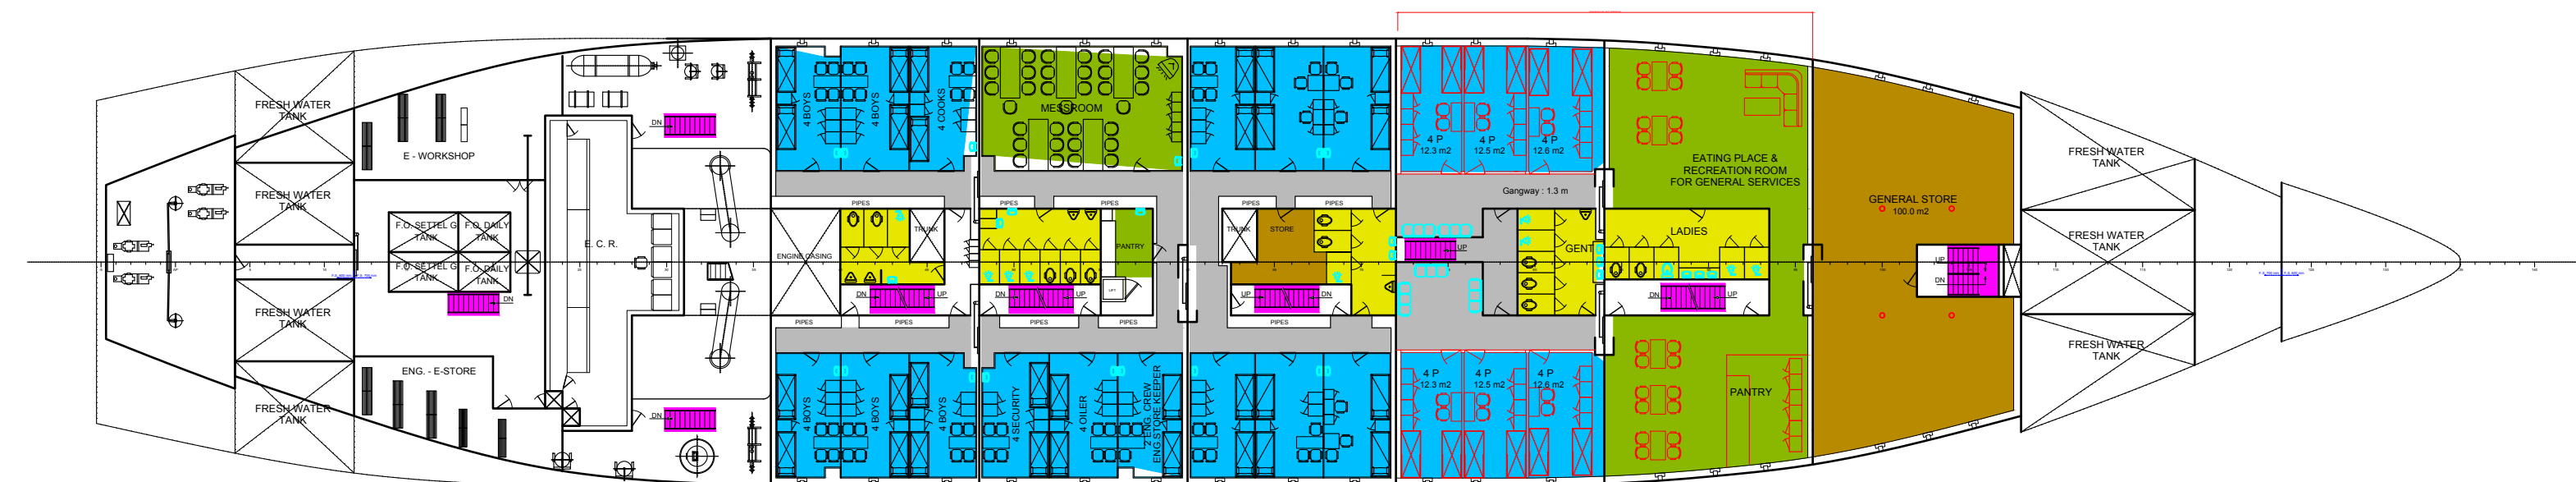 FRESH WATER
TANK
FRESH WATER
TANK
FRESH WATER
TANK
FRESH WATER
TANK
E - WORKSHOP
ENG. - E-STORE
F.O. SETTEL G
TANK
F.O. DAILY
TANK
F.O. SETTEL G
TANK
F.O. DAILY
TANK
DN
E. C. R.
DN
DN
4 BOYS
4 BOYS
4 COOKS
MESSROOM
PIPES
PIPES
PIPES
PIPES
PIPES
PIPES
ENGINE CASING
TRUNK
DN
UP
PANTRY
LIFT
DN
UP
TRUNK
STORE
UP
DN
PIPES
PIPES
PIPES
PIPES
PIPES
4 BOYS
4 BOYS
4 BOYS
4 SECURITY
4 OILER
2 ENG. CREW
ENG.STORE KEEPER
4 P
12.3 m2
4 P
12.5 m2
4 P
12.6 m2
Gangway : 1.3 m
UP
GENT
LADIES
DN
UP
4 P
12.3 m2
4 P
12.5 m2
4 P
12.6 m2
EATING PLACE &
RECREATION ROOM
FOR GENERAL SERVICES
PANTRY
GENERAL STORE
100.0 m2
UP
DN
FRESH WATER
TANK
FRESH WATER
TANK
FRESH WATER
TANK